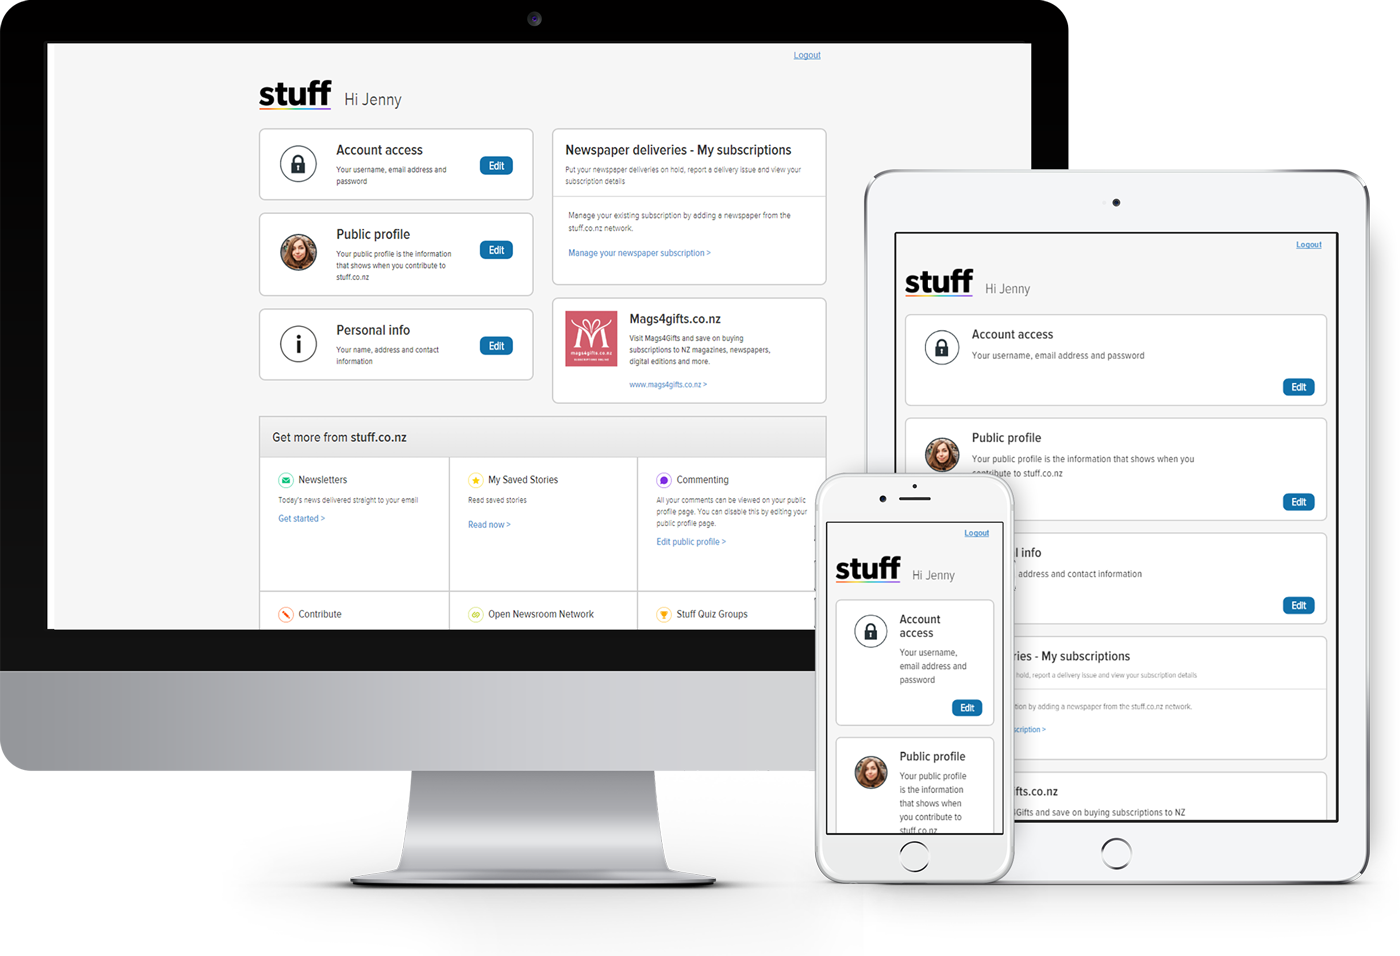 Logout
stuff Hi Jenny
Account access
Your username, email address and
password
Edit
Public profile
Your public profile is the information
that shows when you contribute to
stuff.co.nz
Edit
Personal info
Your name, address and contact
information
Edit
Newspaper deliveries - My subscriptions
Put your newspaper deliveries on hold, report a delivery issue and view your
subscription details
Manage your existing subscription by adding a newspaper from the
stuff.co.nz network.
Manage your newspaper subscription >
M
mags4gifts.co.nz
Mags4gifts.co.nz
Visit Mags4Gifts and save on buying
subscriptions to NZ magazines, newspapers,
digital editions and more.
www.mags4gifts.co.nz >
Get more from stuff.co.nz
Newsletters
Today's news delivered straight to your email
Get started >
My Saved Stories
Read saved stories
Read now >
Commenting
All your comments can be viewed on your public
profile page. You can disable this by editing your
public profile page.
Edit public profile >
Contribute
Open Newsroom Network
Stuff Quiz Groups
Logout
stuff Hi Jenny
Account access
Your username, email address and password
Edit
Public profile
Your public profile is the information that shows when you
contribute to stuff.co.nz
Edit
l info
address and contact information
Edit
ries - My subscriptions
hold, report a delivery issue and view your subscription details
tion by adding a newspaper from the stuff.co.nz network.
scription >
fts.co.nz
4Gifts and save on buying subscriptions to NZ
Logout
stuff Hi Jenny
Account
access
Your username,
email address and
password
Edit
Public profile
Your public profile
is the information
that shows when
you contribute to
stuff.co.nz